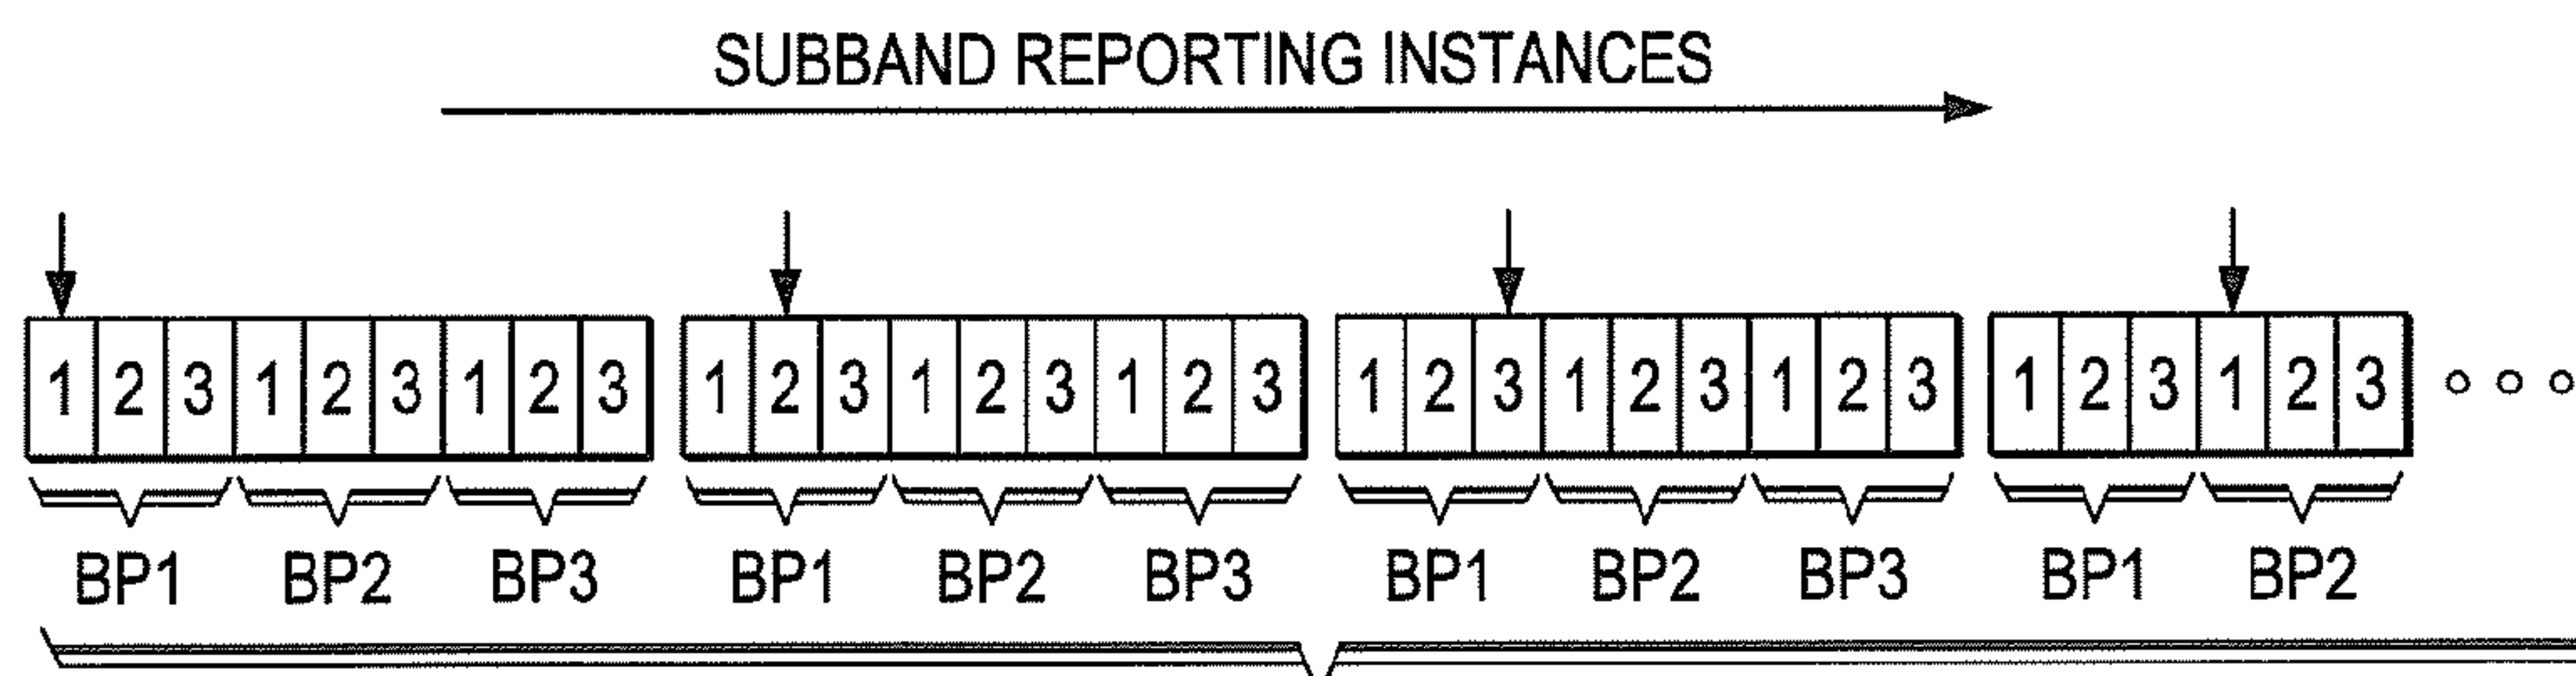 SUBBAND REPORTING INSTANCES
1 2 3 1 2 3 1 2 3 1 2 3 1 2 3 1 2 3 1 2 3 1 2 3 1 2 3 1 2 3 1 2 3
BP1 BP2 BP3 BP1 BP2 BP3 BP1 BP2 BP3 BP1 BP2